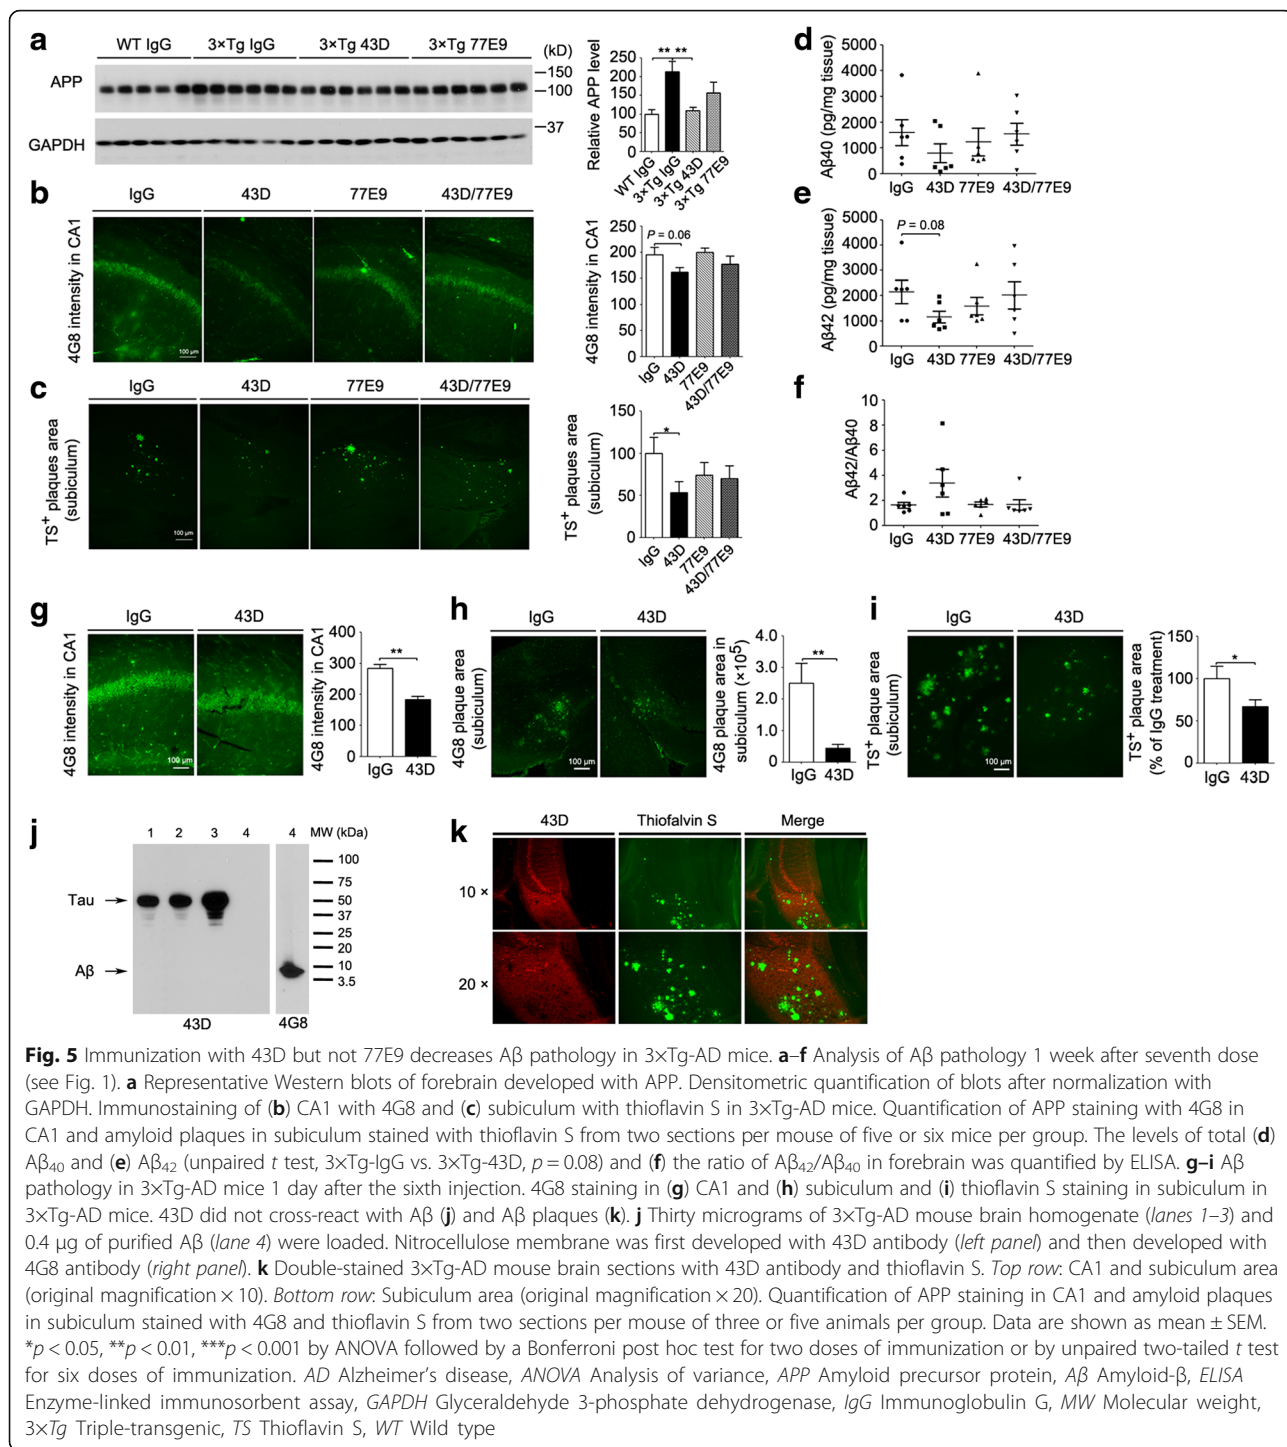 a
WT IgG
3×Tg IgG
3×Tg 43D
3×Tg 77E9
(kD)
APP
–150
–100
GAPDH
–37
Relative APP level
250
200
150
100
50
0
** **
WT IgG
3×Tg IgG
3×Tg 43D
3×Tg 77E9
b
IgG
43D
77E9
43D/77E9
4G8 intensity in CA1
100 µm
4G8 intensity in CA1
250
200
150
100
50
0
P = 0.06
IgG
43D
77E9
43D/77E9
c
IgG
43D
77E9
43D/77E9
TS+ plaques area
(subiculum)
100 µm
TS+ plaques area
(subiculum)
150
100
50
0
*
IgG
43D
77E9
43D/77E9
d
Aβ40 (pg/mg tissue)
5000
4000
3000
2000
1000
0
IgG
43D
77E9
43D/77E9
e
Aβ42 (pg/mg tissue)
5000
4000
3000
2000
1000
0
P = 0.08
IgG
43D
77E9
43D/77E9
f
Aβ42/Aβ40
10
8
6
4
2
0
IgG
43D
77E9
43D/77E9
g
IgG
43D
4G8 intensity in CA1
100 µm
4G8 intensity in CA1
400
300
200
100
0
**
IgG
43D
h
IgG
43D
4G8 plaque area
(subiculum)
100 µm
4G8 plaque area in
subiculum (×10⁵)
4.0
3.0
2.0
1.0
0
**
IgG
43D
i
IgG
43D
TS+ plaque area
(subiculum)
100 µm
TS+ plaque area
(% of IgG treatment)
150
100
50
0
*
IgG
43D
j
1 2 3 4 4 MW (kDa)
Tau
Aβ
100
75
50
37
25
20
10
3.5
43D
4G8
k
43D
Thiofalvin S
Merge
10 ×
20 ×
Fig. 5 Immunization with 43D but not 77E9 decreases Aβ pathology in 3×Tg-AD mice. a–f Analysis of Aβ pathology 1 week after seventh dose
(see Fig. 1). a Representative Western blots of forebrain developed with APP. Densitometric quantification of blots after normalization with
GAPDH. Immunostaining of (b) CA1 with 4G8 and (c) subiculum with thioflavin S in 3×Tg-AD mice. Quantification of APP staining with 4G8 in
CA1 and amyloid plaques in subiculum stained with thioflavin S from two sections per mouse of five or six mice per group. The levels of total (d)
Aβ₄₀ and (e) Aβ₄₂ (unpaired t test, 3×Tg-IgG vs. 3×Tg-43D, p = 0.08) and (f) the ratio of Aβ₄₂/Aβ₄₀ in forebrain was quantified by ELISA. g–i Aβ
pathology in 3×Tg-AD mice 1 day after the sixth injection. 4G8 staining in (g) CA1 and (h) subiculum and (i) thioflavin S staining in subiculum in
3×Tg-AD mice. 43D did not cross-react with Aβ (j) and Aβ plaques (k). j Thirty micrograms of 3×Tg-AD mouse brain homogenate (lanes 1–3) and
0.4 µg of purified Aβ (lane 4) were loaded. Nitrocellulose membrane was first developed with 43D antibody (left panel) and then developed with
4G8 antibody (right panel). k Double-stained 3×Tg-AD mouse brain sections with 43D antibody and thioflavin S. Top row: CA1 and subiculum area
(original magnification × 10). Bottom row: Subiculum area (original magnification × 20). Quantification of APP staining in CA1 and amyloid plaques
in subiculum stained with 4G8 and thioflavin S from two sections per mouse of three or five animals per group. Data are shown as mean ± SEM.
*p < 0.05, **p < 0.01, ***p < 0.001 by ANOVA followed by a Bonferroni post hoc test for two doses of immunization or by unpaired two-tailed t test
for six doses of immunization. AD Alzheimer's disease, ANOVA Analysis of variance, APP Amyloid precursor protein, Aβ Amyloid-β, ELISA
Enzyme-linked immunosorbent assay, GAPDH Glyceraldehyde 3-phosphate dehydrogenase, IgG Immunoglobulin G, MW Molecular weight,
3×Tg Triple-transgenic, TS Thioflavin S, WT Wild type